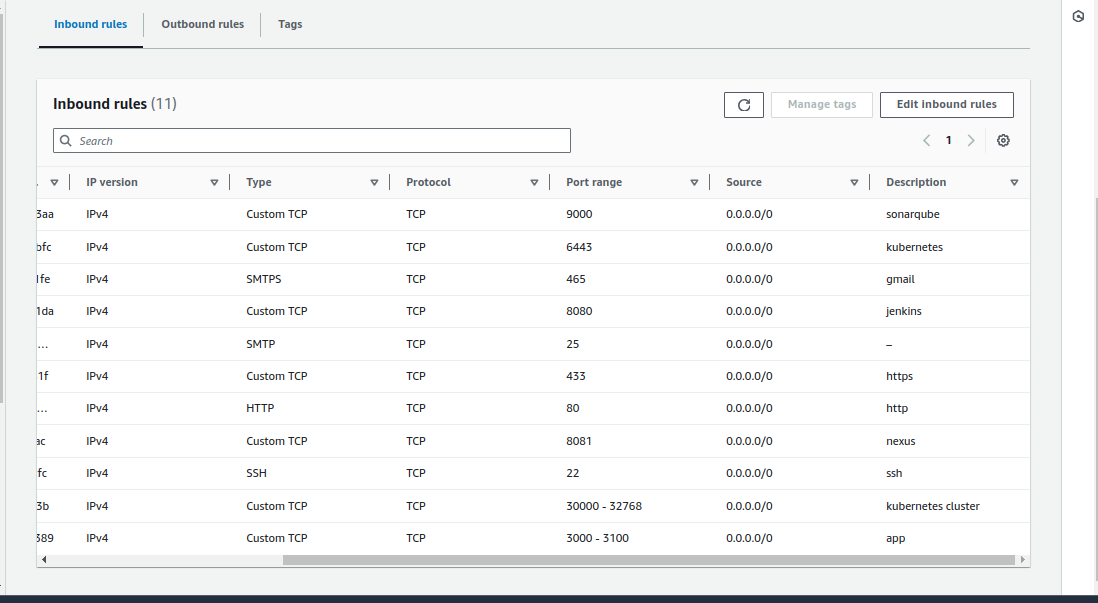 Inbound rules Outbound rules Tags
Inbound rules (11) Manage tags Edit inbound rules
Search 1
. IP version Type Protocol Port range Source Description
3aa IPv4 Custom TCP TCP 9000 0.0.0.0/0 sonarqube
bfc IPv4 Custom TCP TCP 6443 0.0.0.0/0 kubernetes
1fe IPv4 SMTPS TCP 465 0.0.0.0/0 gmail
1da IPv4 Custom TCP TCP 8080 0.0.0.0/0 jenkins
... IPv4 SMTP TCP 25 0.0.0.0/0 –
1f IPv4 Custom TCP TCP 433 0.0.0.0/0 https
... IPv4 HTTP TCP 80 0.0.0.0/0 http
ac IPv4 Custom TCP TCP 8081 0.0.0.0/0 nexus
fc IPv4 SSH TCP 22 0.0.0.0/0 ssh
3b IPv4 Custom TCP TCP 30000 - 32768 0.0.0.0/0 kubernetes cluster
389 IPv4 Custom TCP TCP 3000 - 3100 0.0.0.0/0 app